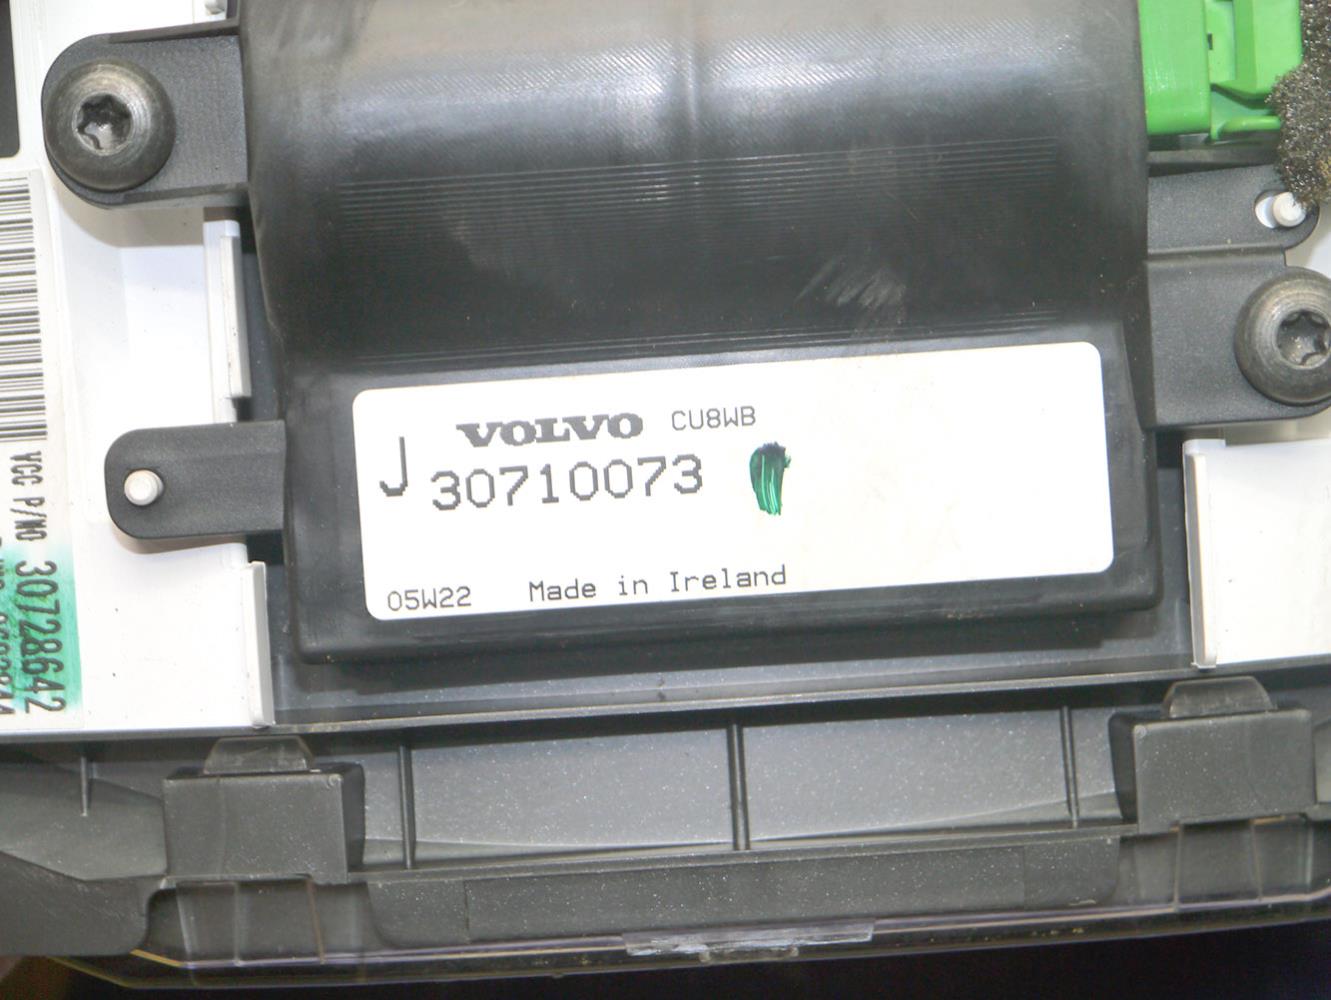 VOLVO CU8WB
J 30710073
05W22 Made in Ireland
VCC P/NO 30728642